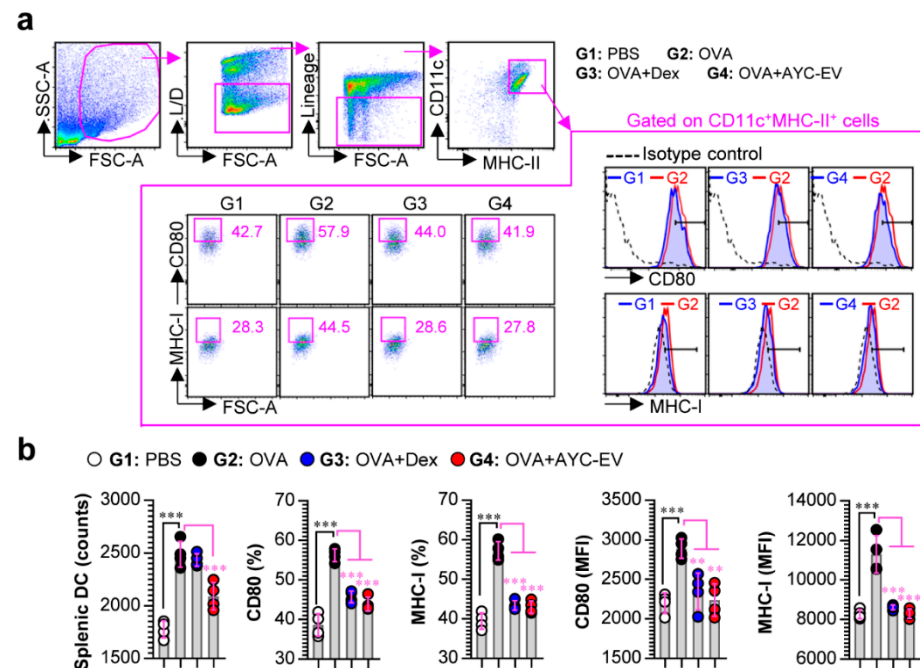 a
SSC-A
FSC-A
L/D
FSC-A
Lineage
FSC-A
CD11c
MHC-II
G1: PBS G2: OVA
G3: OVA+Dex G4: OVA+AYC-EV
Gated on CD11c⁺MHC-II⁺ cells
Isotype control
G1 G2 G3 G2 G4 G2
CD80
G1 G2 G3 G2 G4 G2
MHC-I
G1 G2 G3 G4
CD80
42.7 57.9 44.0 41.9
MHC-I
28.3 44.5 28.6 27.8
FSC-A
b
G1: PBS G2: OVA G3: OVA+Dex G4: OVA+AYC-EV
Splenic DC (counts)
3000
2500
2000
1500
*** ***
CD80 (%)
70
60
50
40
30
*** *** ***
MHC-I (%)
70
60
50
40
30
*** *** ***
CD80 (MFI)
3500
3000
2500
2000
1500
*** ** **
MHC-I (MFI)
14000
12000
10000
8000
6000
*** *** ***